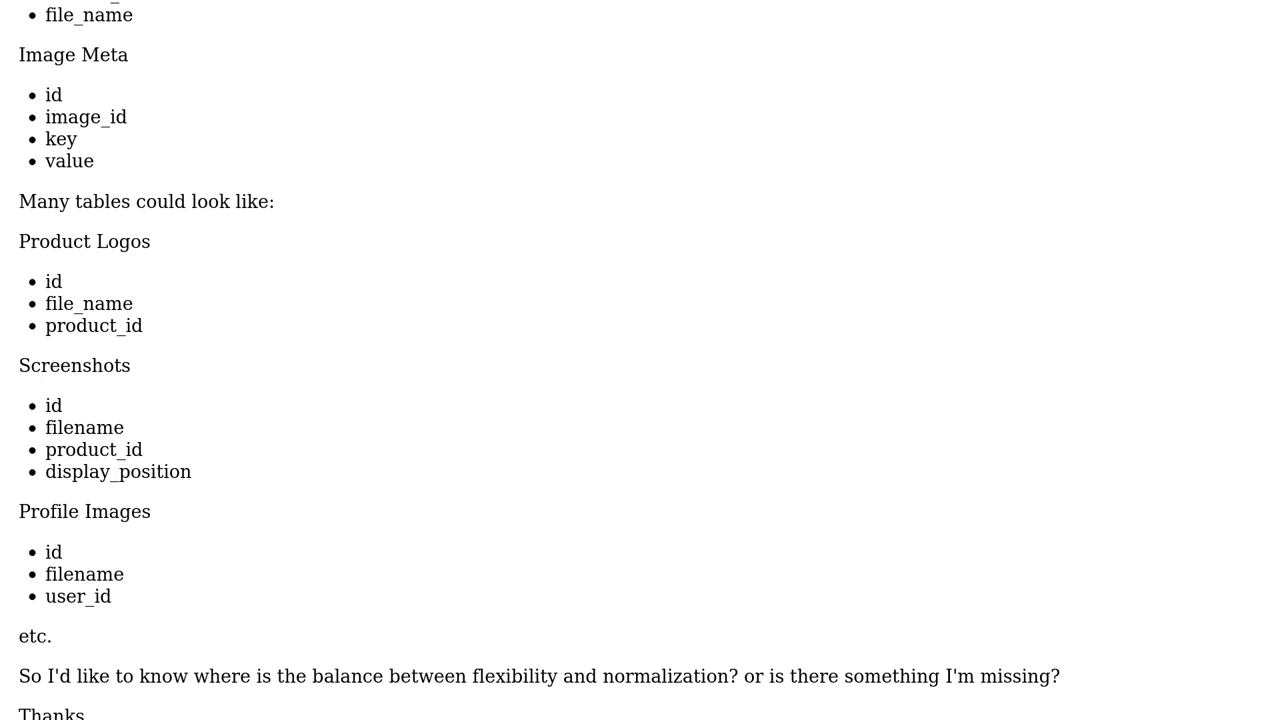 file_name
Image Meta
id
image_id
key
value
Many tables could look like:
Product Logos
id
file_name
product_id
Screenshots
id
filename
product_id
display_position
Profile Images
id
filename
user_id
etc.
So I'd like to know where is the balance between flexibility and normalization? or is there something I'm missing?
Thanks